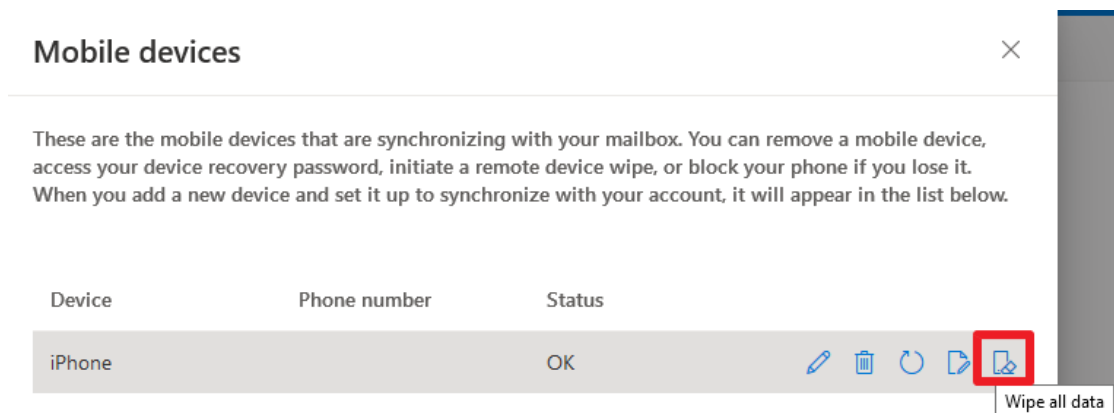 Mobile devices
These are the mobile devices that are synchronizing with your mailbox. You can remove a mobile device,
access your device recovery password, initiate a remote device wipe, or block your phone if you lose it.
When you add a new device and set it up to synchronize with your account, it will appear in the list below.
Device Phone number Status
iPhone OK
Wipe all data